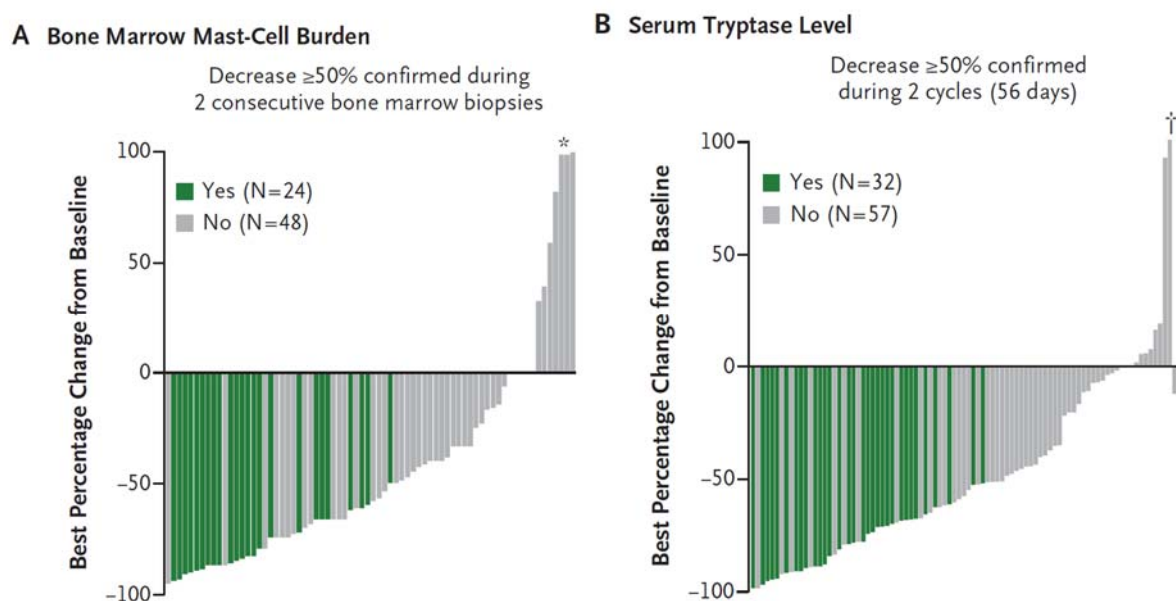 A Bone Marrow Mast-Cell Burden
Decrease ≥50% confirmed during
2 consecutive bone marrow biopsies
Best Percentage Change from Baseline
100
50
0
−50
−100
Yes (N=24)
No (N=48)
*
B Serum Tryptase Level
Decrease ≥50% confirmed
during 2 cycles (56 days)
Best Percentage Change from Baseline
100
50
0
−50
−100
Yes (N=32)
No (N=57)
†